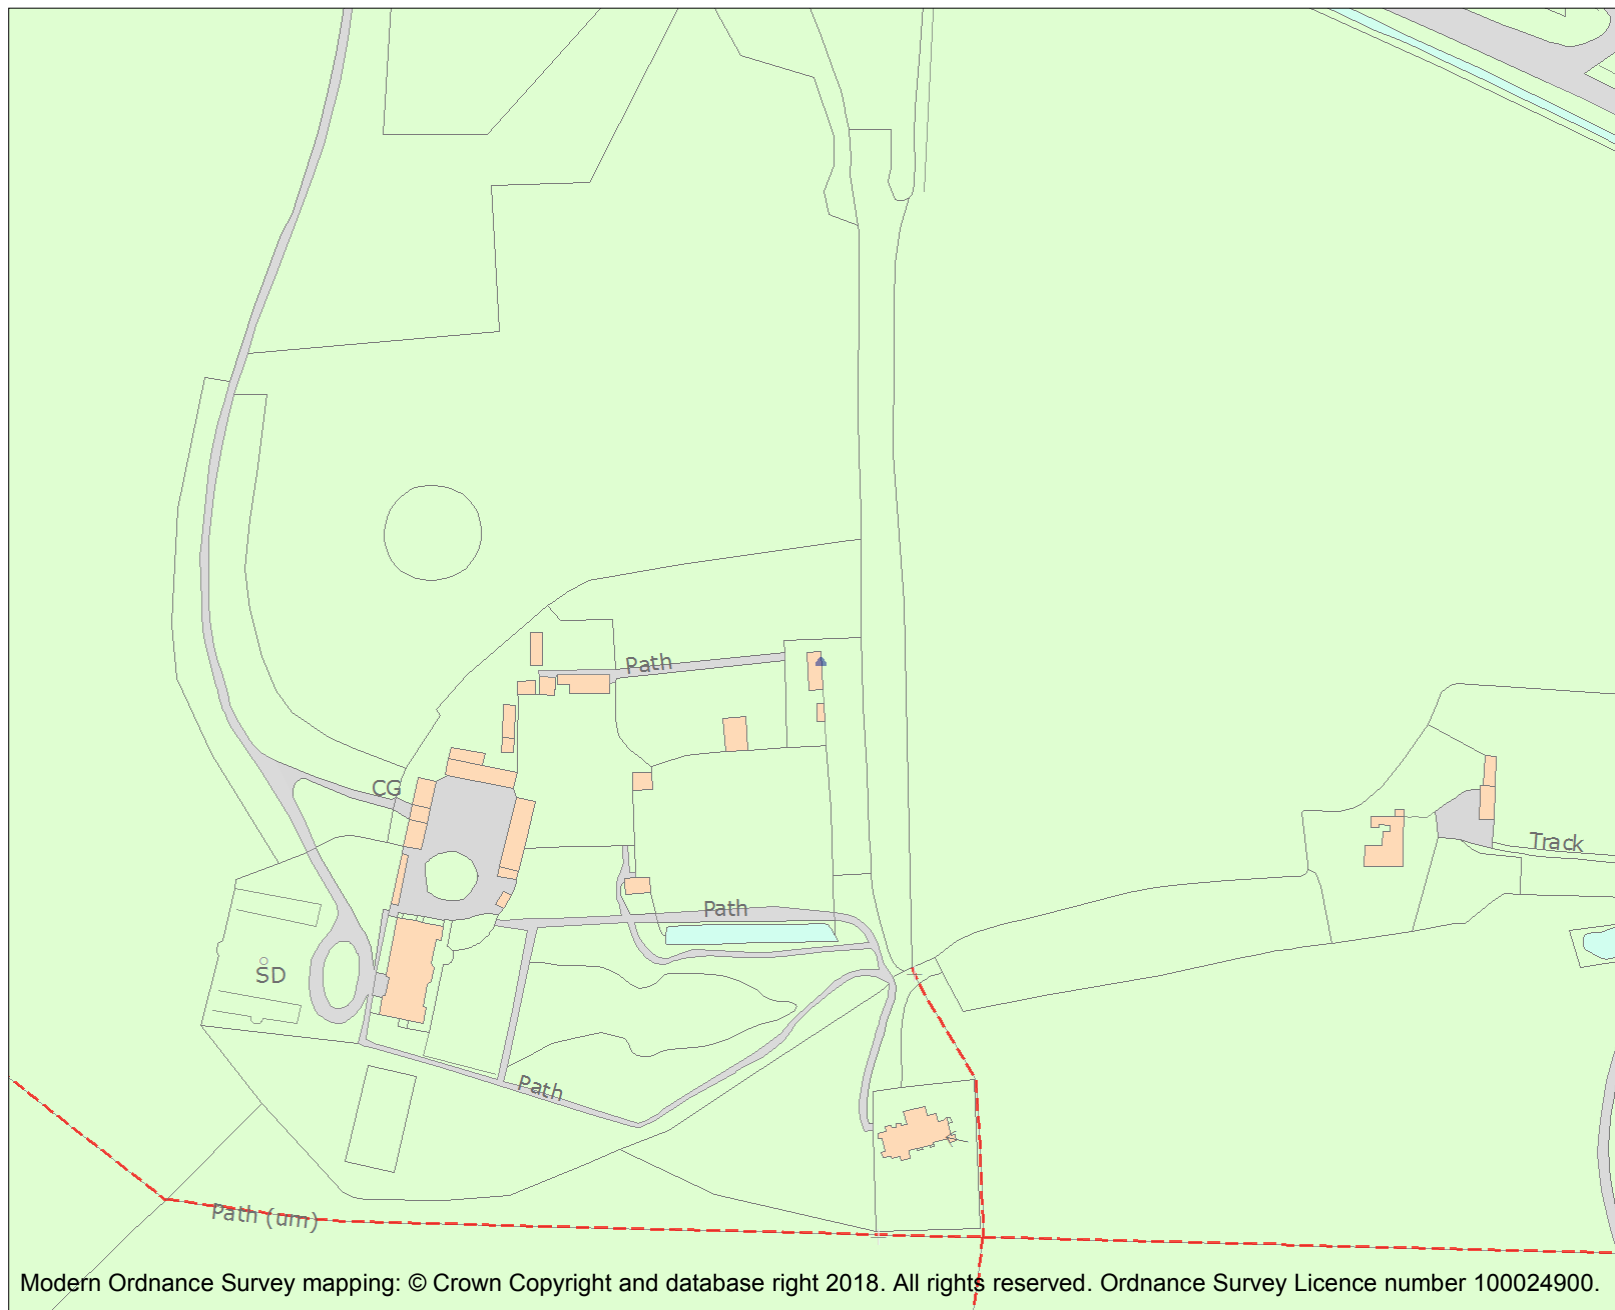 Path
CG
Track
Path
SD
Path
Path (um)
Modern Ordnance Survey mapping: © Crown Copyright and database right 2018. All rights reserved. Ordnance Survey Licence number 100024900.